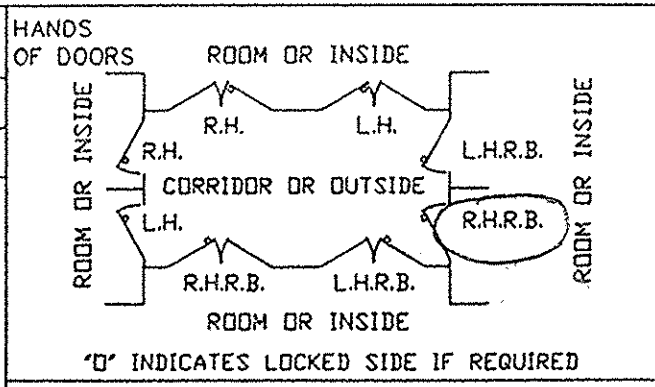 HANDS
OF DOORS
ROOM OR INSIDE
R.H.
L.H.
ROOM OR INSIDE
R.H.
L.H.R.B.
ROOM OR INSIDE
CORRIDOR OR OUTSIDE
L.H.
R.H.R.B.
R.H.R.B.
L.H.R.B.
ROOM OR INSIDE
"O" INDICATES LOCKED SIDE IF REQUIRED